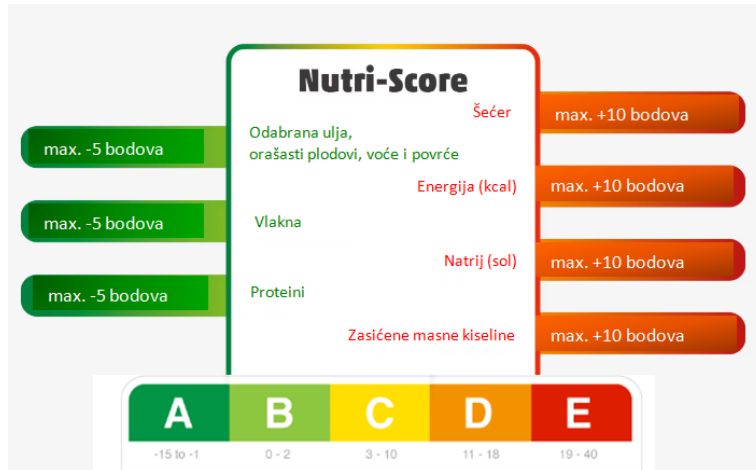 Nutri-Score
Šećer
max. +10 bodova
max. -5 bodova
Odabrana ulja,
orašasti plodovi, voće i povrće
Energija (kcal)
max. +10 bodova
max. -5 bodova
Vlakna
Natrij (sol)
max. +10 bodova
max. -5 bodova
Proteini
Zasićene masne kiseline
max. +10 bodova
A B C D E
-15 to -1 0 - 2 3 - 10 11 - 18 19 - 40